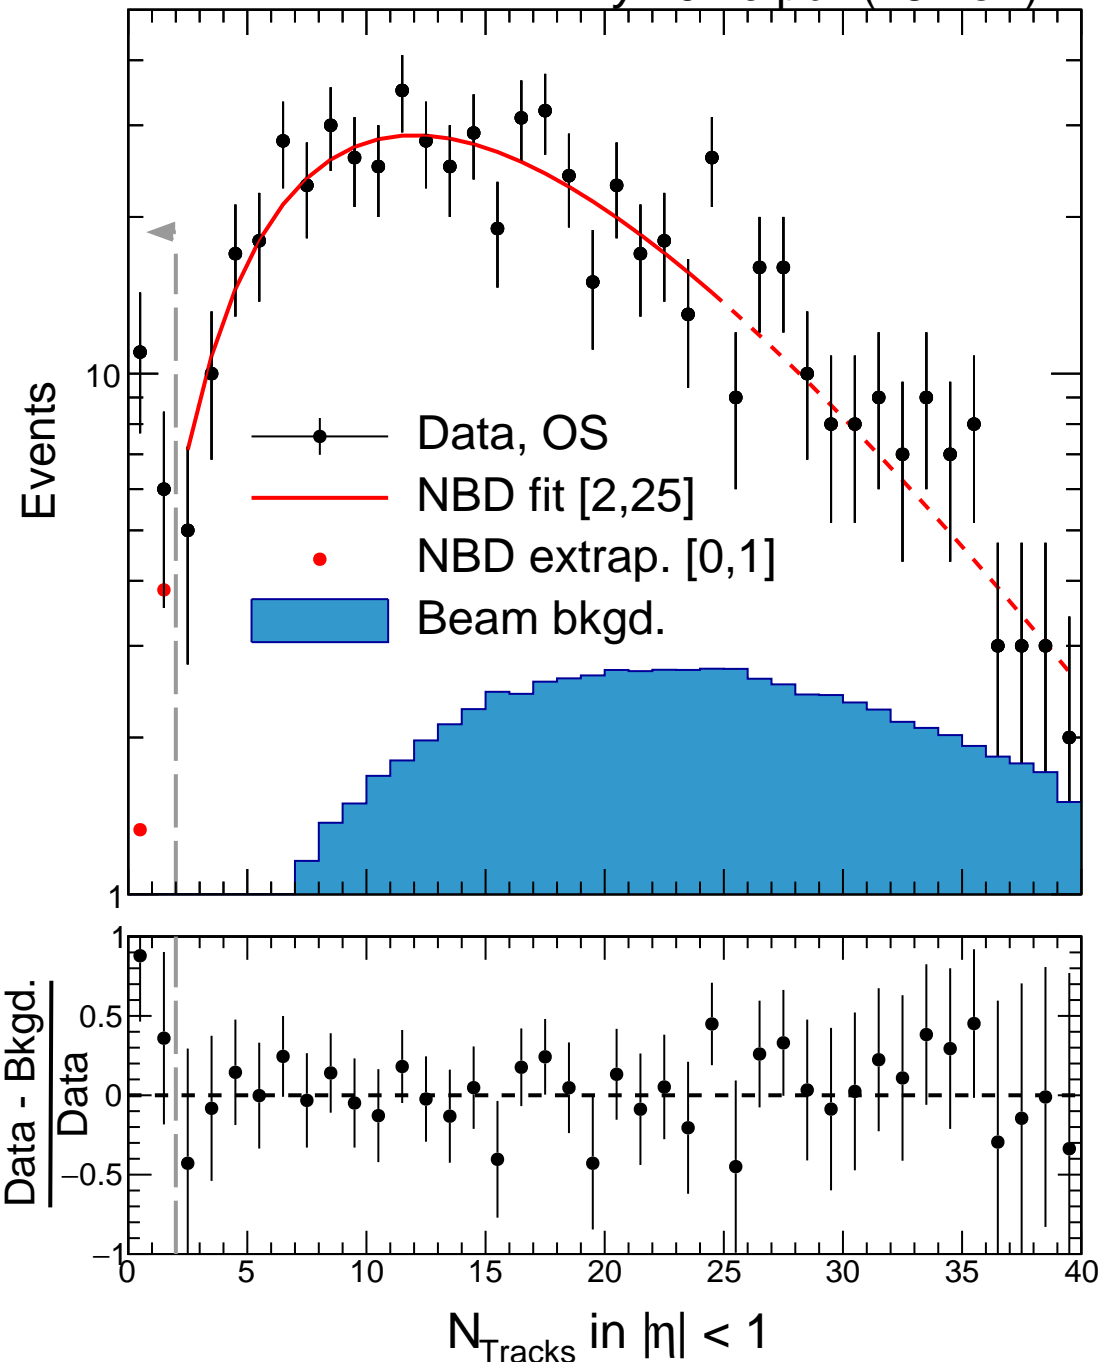 Events
10
1
Data, OS
NBD fit [2,25]
NBD extrap. [0,1]
Beam bkgd.
Data - Bkgd.
Data
1
0.5
0
−0.5
−1
0 5 10 15 20 25 30 35 40
N_Tracks in |η| < 1